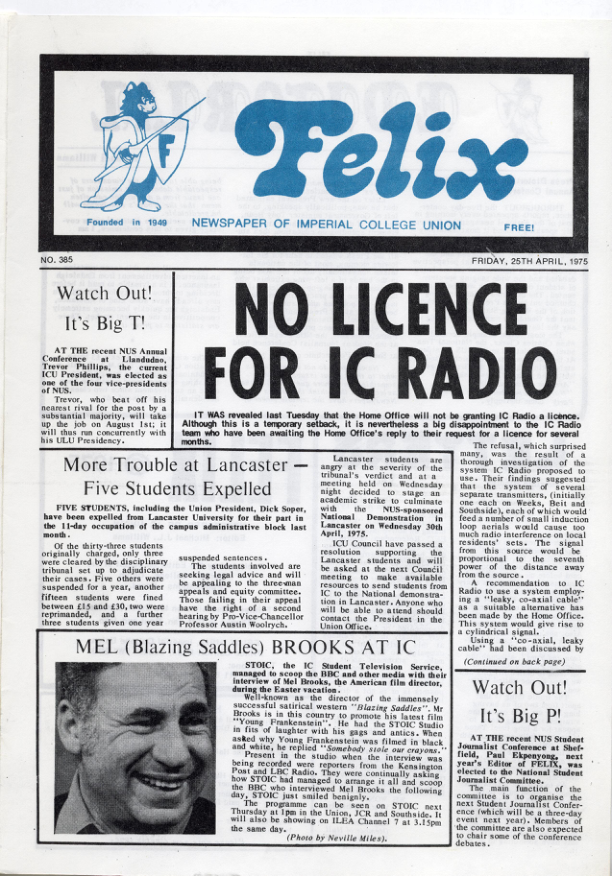 Felix
F
Founded in 1949
NEWSPAPER OF IMPERIAL COLLEGE UNION
FREE!
NO. 385
FRIDAY, 25TH APRIL, 1975
Watch Out!
It's Big T!
AT THE recent NUS Annual
Conference at Llandudno,
Trevor Phillips, the current
ICU President, was elected as
one of the four vice-presidents
of NUS.
Trevor, who beat off his
nearest rival for the post by a
substantial majority, will take
up the job on August 1st; it
will thus run concurrently with
his ULU Presidency.
NO LICENCE
FOR IC RADIO
IT WAS revealed last Tuesday that the Home Office will not be granting IC Radio a licence.
Although this is a temporary setback, it is nevertheless a big disappointment to the IC Radio
team who have been awaiting the Home Office's reply to their request for a licence for several
months.
The refusal, which surprised
many, was the result of a
thorough investigation of the
system IC Radio proposed to
use. Their findings suggested
that the system of several
separate transmitters, (initially
one each on Weeks, Beit and
Southside), each of which would
feed a number of small induction
loop aerials would cause too
much radio interference on local
residents' sets. The signal
from this source would be
proportional to the seventh
power of the distance away
from the source.
A recommendation to IC
Radio to use a system employ-
ing a "leaky, co-axial cable"
as a suitable alternative has
been made by the Home Office.
This system would give rise to
a cylindrical signal.
Using a "co-axial, leaky
cable" had been discussed by
(Continued on back page)
More Trouble at Lancaster —
Five Students Expelled
FIVE STUDENTS, including the Union President, Dick Soper,
have been expelled from Lancaster University for their part
in the 11-day occupation of the campus administrative block last
month.
Of the thirty-three students
originally charged, only three
were cleared by the disciplinary
tribunal set up to adjudicate
their cases. Five others were
suspended for a year, another
fifteen students were fined
between £15 and £30, two were
reprimanded, and a further
three students given one year
suspended sentences.
The students involved are
seeking legal advice and will
be appealing to the three-man
appeals and equity committee.
Those failing in their appeal
have the right of a second
hearing by Pro-Vice-Chancellor
Professor Austin Woolrych.
Lancaster students are
angry at the severity of the
tribunal's verdict and at a
meeting held on Wednesday
night decided to stage an
academic strike to culminate
with the NUS-sponsored
National Demonstration in
Lancaster on Wednesday 30th
April, 1975.
ICU Council have passed a
resolution supporting the
Lancaster students and will
be asked at the next Council
meeting to make available
resources to send students from
IC to the National demonstra-
tion in Lancaster. Anyone who
will be able to attend should
contact the President in the
Union Office.
MEL (Blazing Saddles) BROOKS AT IC
STOIC, the IC Student Television Service,
managed to scoop the BBC and other media with their
interview of Mel Brooks, the American film director,
during the Easter vacation.
Well-known as the director of the immensely
successful satirical western "Blazing Saddles". Mr
Brooks is in this country to promote his latest film
"Young Frankenstein". He had the STOIC Studio
in fits of laughter with his gags and antics. When
asked why Young Frankenstein was filmed in black
and white, he replied "Somebody stole our crayons."
Present in the studio when the interview was
being recorded were reporters from the Kensington
Post and LBC Radio. They were continually asking
how STOIC had managed to arrange it all and scoop
the BBC who interviewed Mel Brooks the following
day, STOIC just smiled benignly.
The programme can be seen on STOIC next
Thursday at 1pm in the Union, JCR and Southside. It
will also be showing on ILEA Channel 7 at 3.15pm
the same day.
(Photo by Neville Miles).
Watch Out!
It's Big P!
AT THE recent NUS Student
Journalist Conference at Shef-
field, Paul Ekpenyong, next
year's Editor of FELIX, was
elected to the National Student
Journalist Committee.
The main function of the
committee is to organise the
next Student Journalist Confer-
ence (which will be a three-day
event next year). Members of
the committee are also expected
to chair some of the conference
debates.